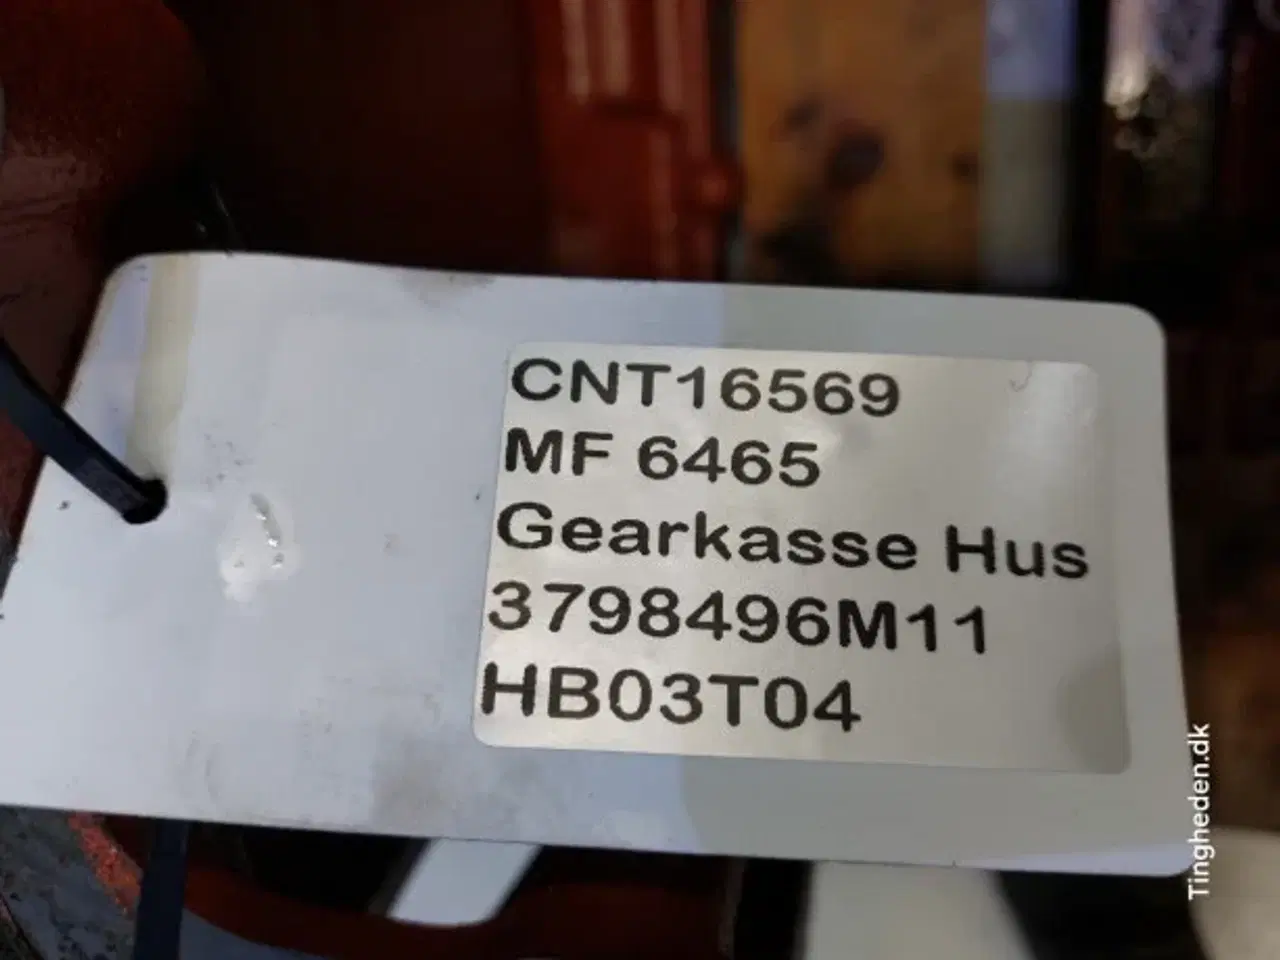 CNT16569
MF 6465
Gearkasse Hus
3798496M11
HB03T04
Tingheden.dk